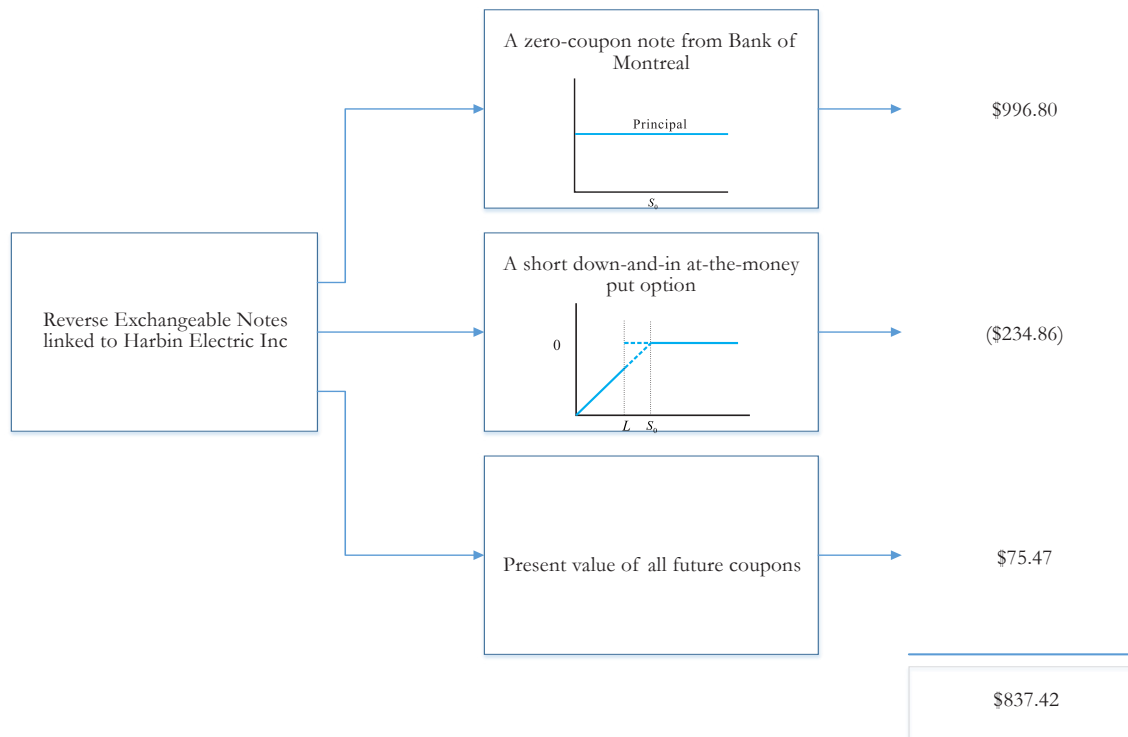 A zero-coupon note from Bank of
Montreal
Principal
S₀
$996.80
Reverse Exchangeable Notes
linked to Harbin Electric Inc
A short down-and-in at-the-money
put option
0
L S₀
($234.86)
Present value of all future coupons
$75.47
$837.42